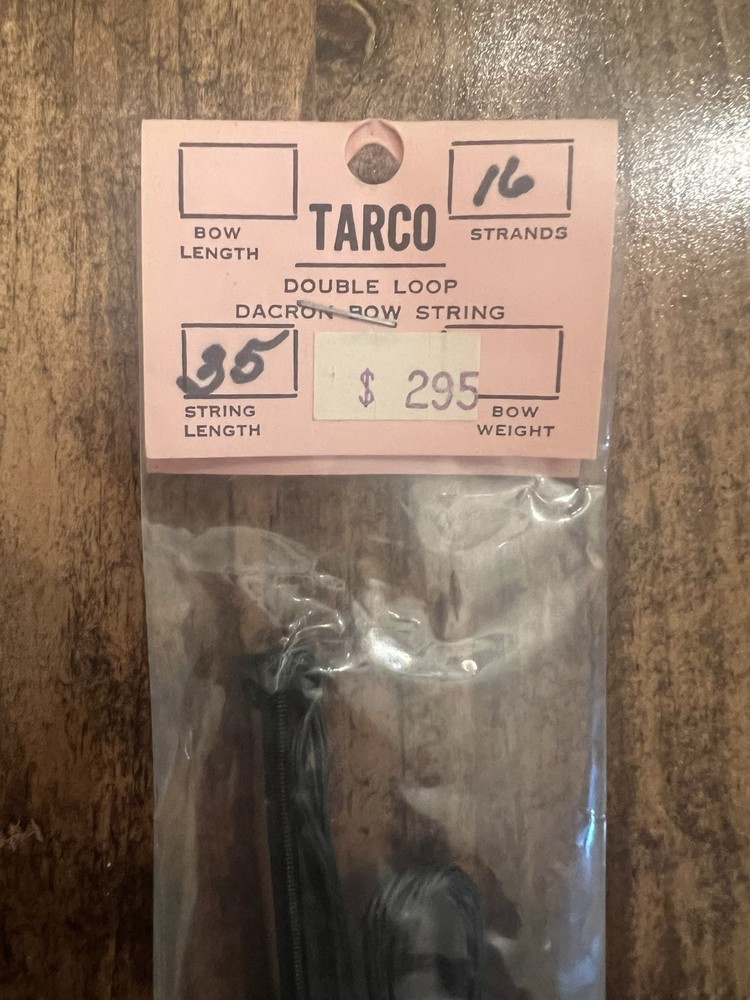 16
BOW
LENGTH
TARCO
STRANDS
DOUBLE LOOP
DACRON BOW STRING
35
$ 295
STRING
LENGTH
BOW
WEIGHT